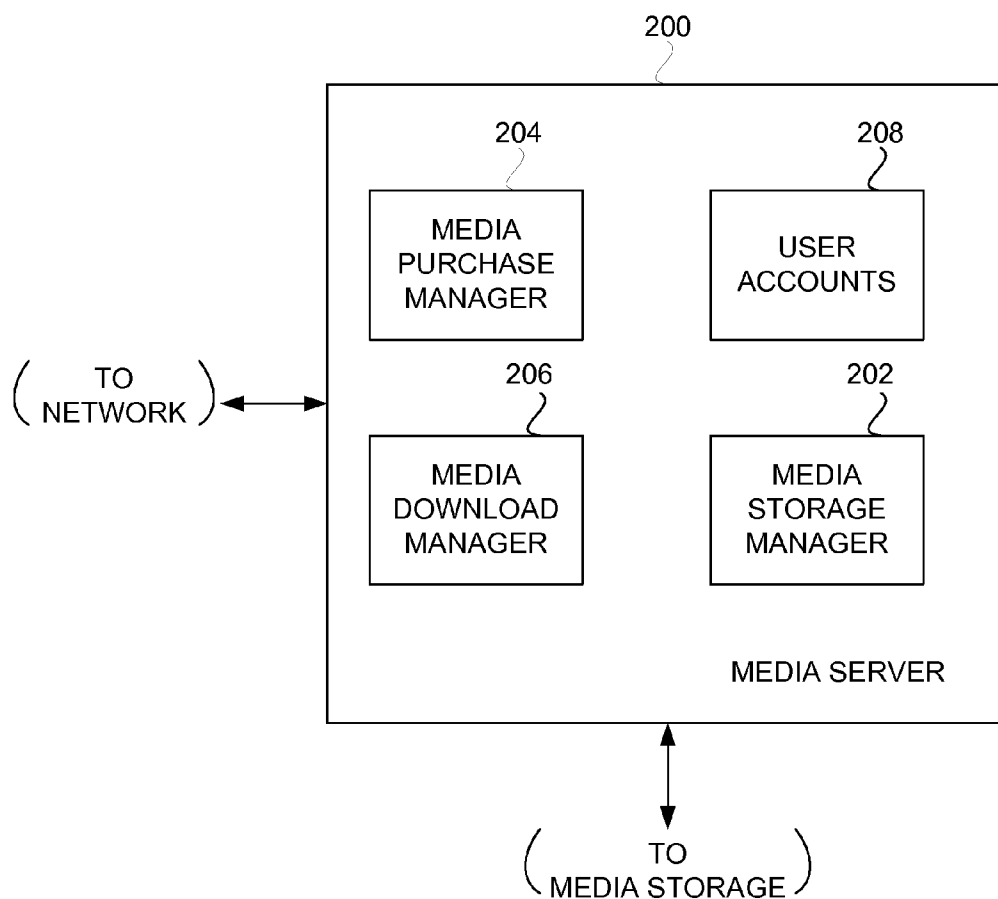 200
204
208
MEDIA
PURCHASE
MANAGER
USER
ACCOUNTS
TO
NETWORK
206
202
MEDIA
DOWNLOAD
MANAGER
MEDIA
STORAGE
MANAGER
MEDIA SERVER
TO
MEDIA STORAGE